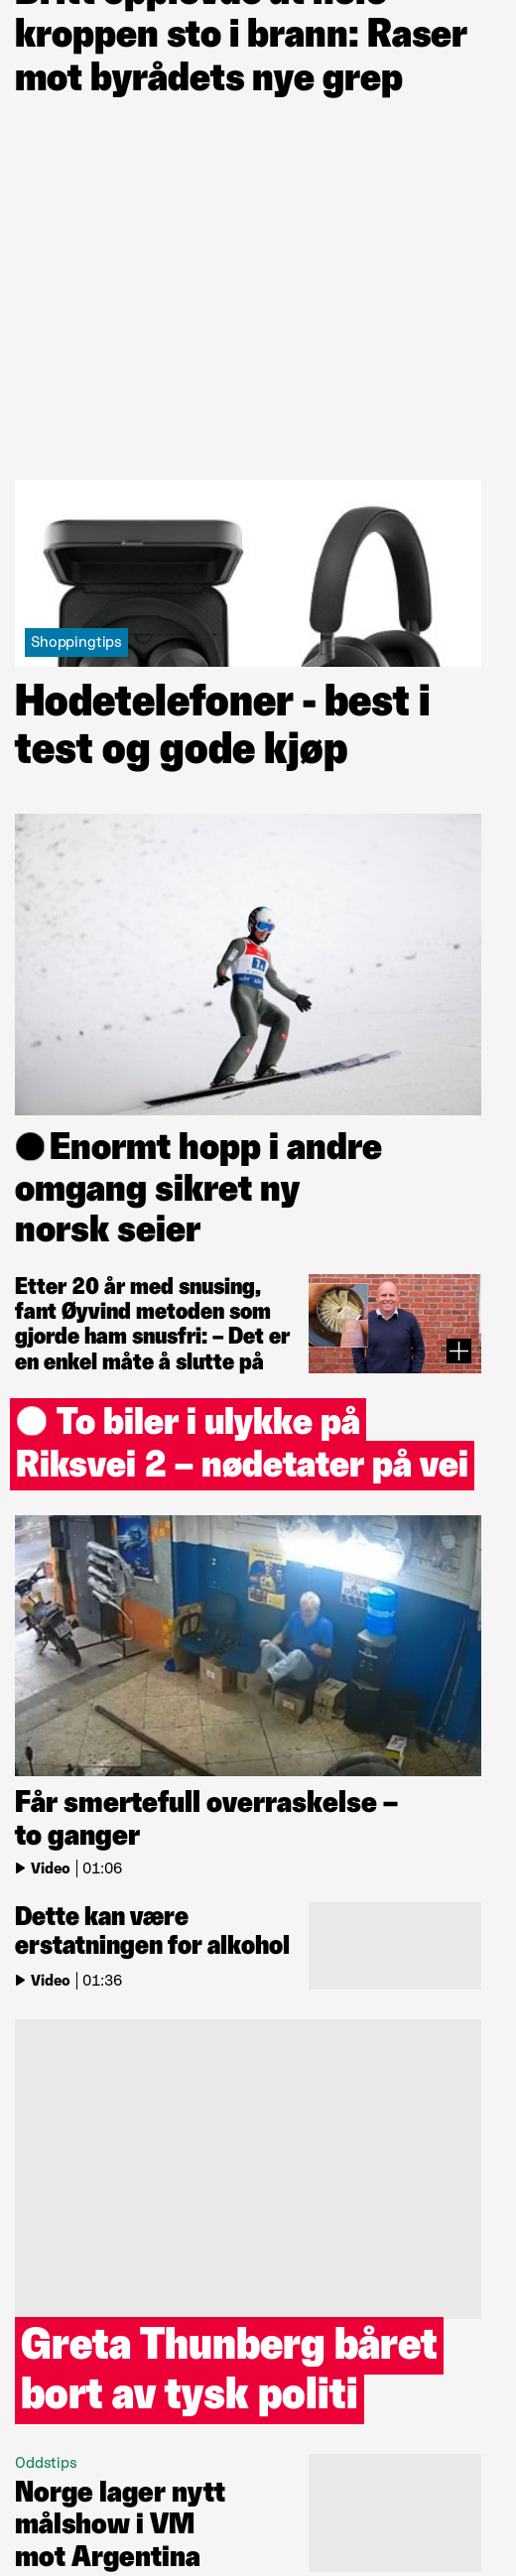 kroppen sto i brann: Raser
mot byrådets nye grep
Shoppingtips
Hodetelefoner - best i
test og gode kjøp
Enormt hopp i andre
omgang sikret ny
norsk seier
Etter 20 år med snusing,
fant Øyvind metoden som
gjorde ham snusfri: – Det er
en enkel måte å slutte på
To biler i ulykke på
Riksvei 2 – nødetater på vei
Får smertefull overraskelse –
to ganger
Video | 01:06
Dette kan være
erstatningen for alkohol
Video | 01:36
Greta Thunberg båret
bort av tysk politi
Oddstips
Norge lager nytt
målshow i VM
mot Argentina